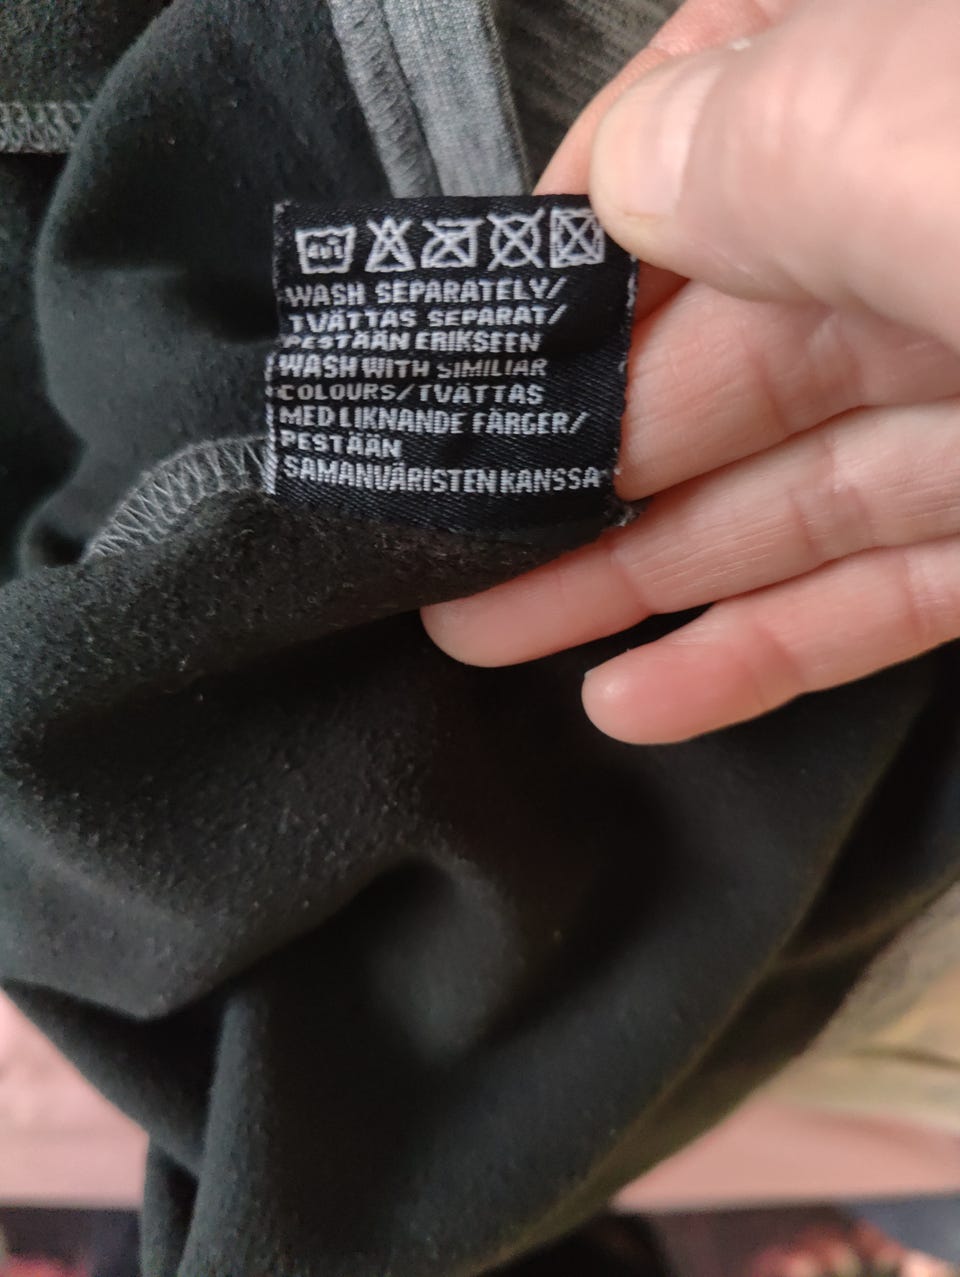 WASH SEPARATELY/
TVÄTTAS SEPARAT/
PESTÄÄN ERIKSEEN
WASH WITH SIMILIAR
COLOURS/TVÄTTAS
MED LIKNANDE FÄRGER/
PESTÄÄN
SAMANVÄRISTEN KANSSA